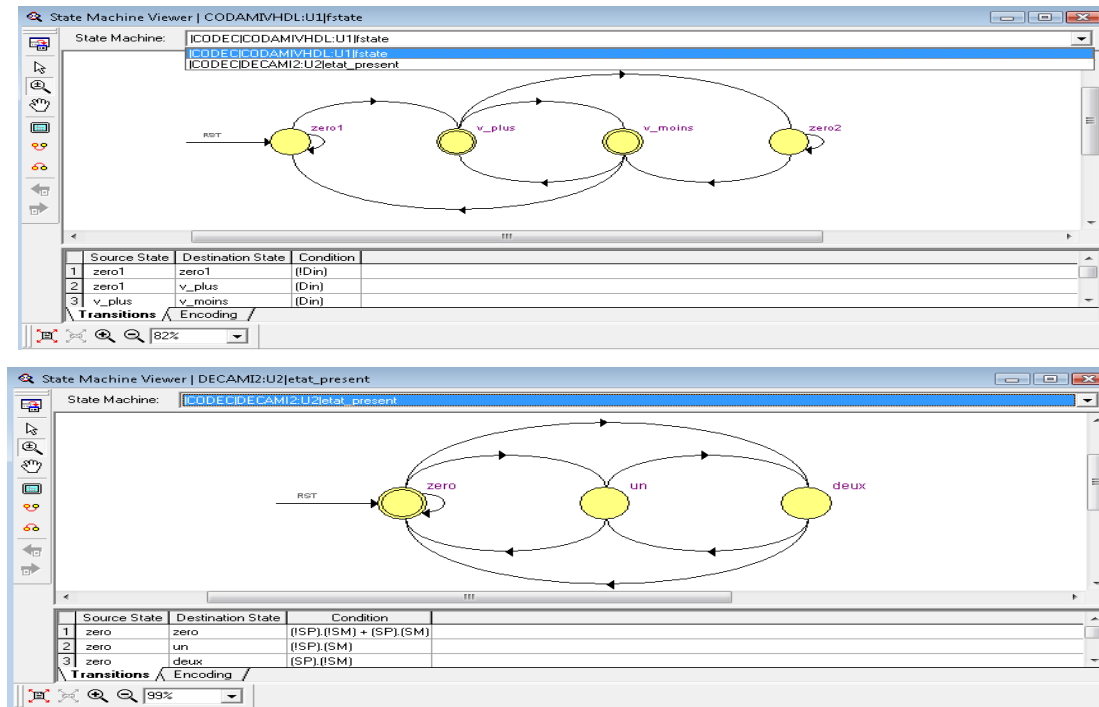 State Machine Viewer | CODAMIVHDL:U1|fstate
State Machine: |CODEC|CODAMIVHDL:U1|fstate
|CODEC|CODAMIVHDL:U1|fstate
|CODEC|DECAMI2:U2|etat_present
RST zero1 v_plus v_moins zero2
Source State Destination State Condition
1 zero1 zero1 (!Din)
2 zero1 v_plus (Din)
3 v_plus v_moins (Din)
Transitions Encoding
82%
State Machine Viewer | DECAMI2:U2|etat_present
State Machine: |CODEC|DECAMI2:U2|etat_present
RST zero un deux
Source State Destination State Condition
1 zero zero (!SP).(!SM) + (SP).(SM)
2 zero un (!SP).(SM)
3 zero deux (SP).(!SM)
Transitions Encoding
99%